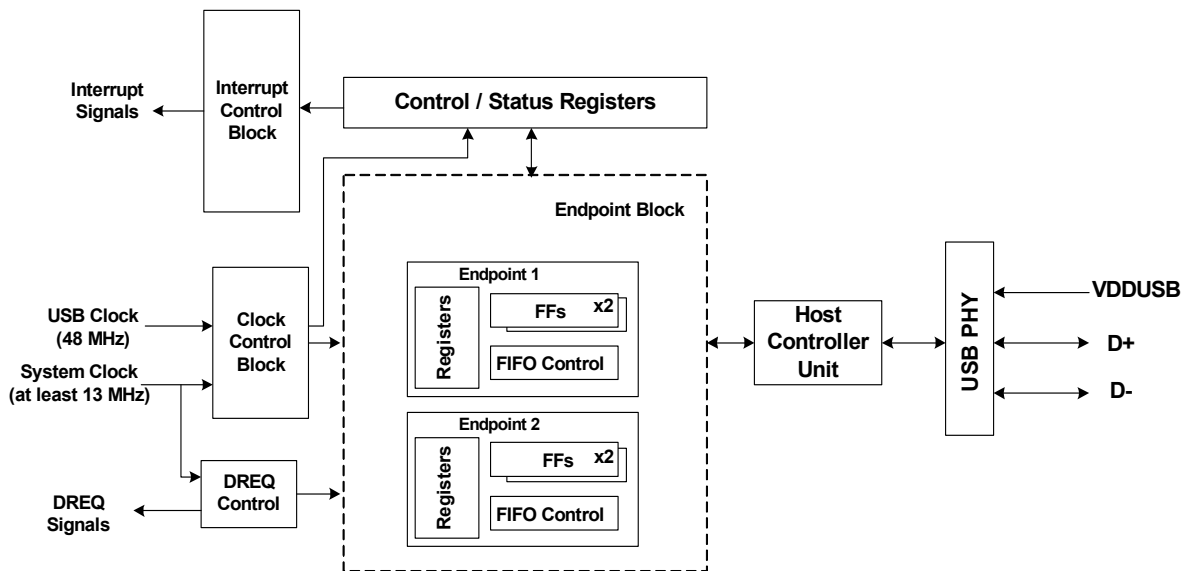 Interrupt
Signals
Interrupt
Control
Block
Control / Status Registers
Endpoint Block
USB Clock
(48 MHz)
System Clock
(at least 13 MHz)
Clock
Control
Block
DREQ
Signals
DREQ
Control
Endpoint 1
Registers
FFs
x2
FIFO Control
Endpoint 2
Registers
FFs
x2
FIFO Control
Host
Controller
Unit
USB PHY
VDDUSB
D+
D-